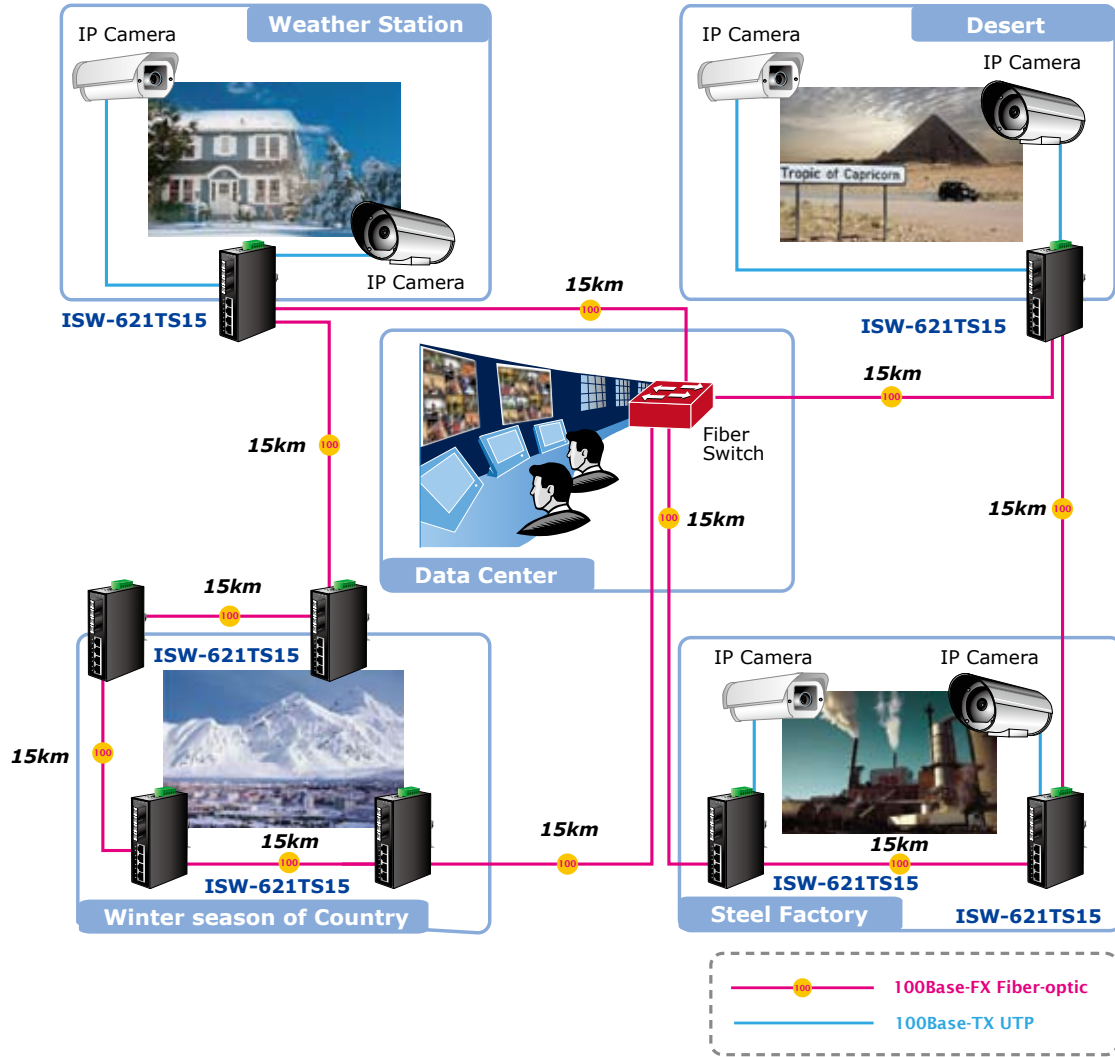 Weather Station
IP Camera
IP Camera
ISW-621TS15
Desert
IP Camera
IP Camera
Tropic of Capricorn
ISW-621TS15
15km
100
15km
100
15km
100
Fiber
Switch
100
15km
15km
100
Data Center
15km
100
ISW-621TS15
15km
100
15km
100
ISW-621TS15
15km
100
Winter season of Country
IP Camera
IP Camera
15km
100
ISW-621TS15
ISW-621TS15
Steel Factory
100
100Base-FX Fiber-optic
100Base-TX UTP